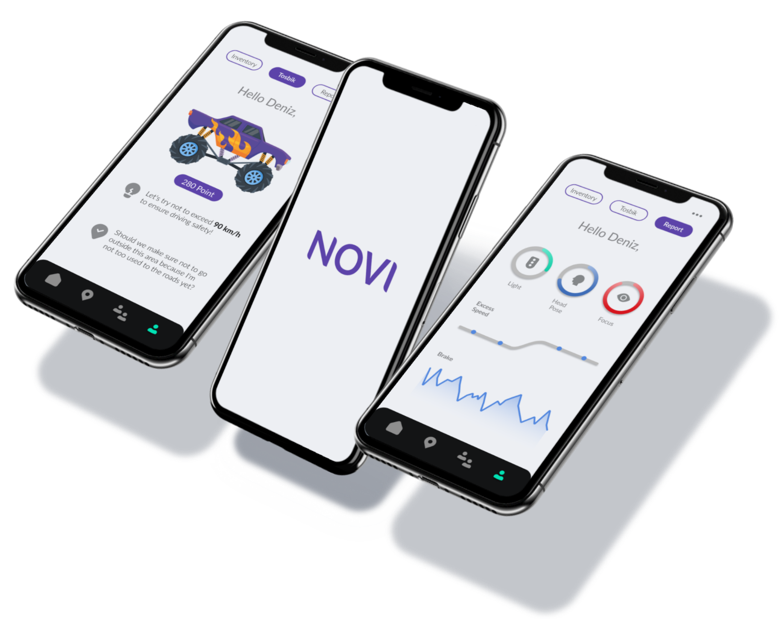 Inventory
Tosbik
Hello Deniz,
280 Point
Let's try not to exceed 90 km/h
to ensure driving safety!
Should we make sure not to go
outside this area because I'm
not too used to the roads yet?
NOVI
Inventory
Tosbik
Report
Hello Deniz,
Light
Head
Pose
Focus
Excess
Speed
Brake